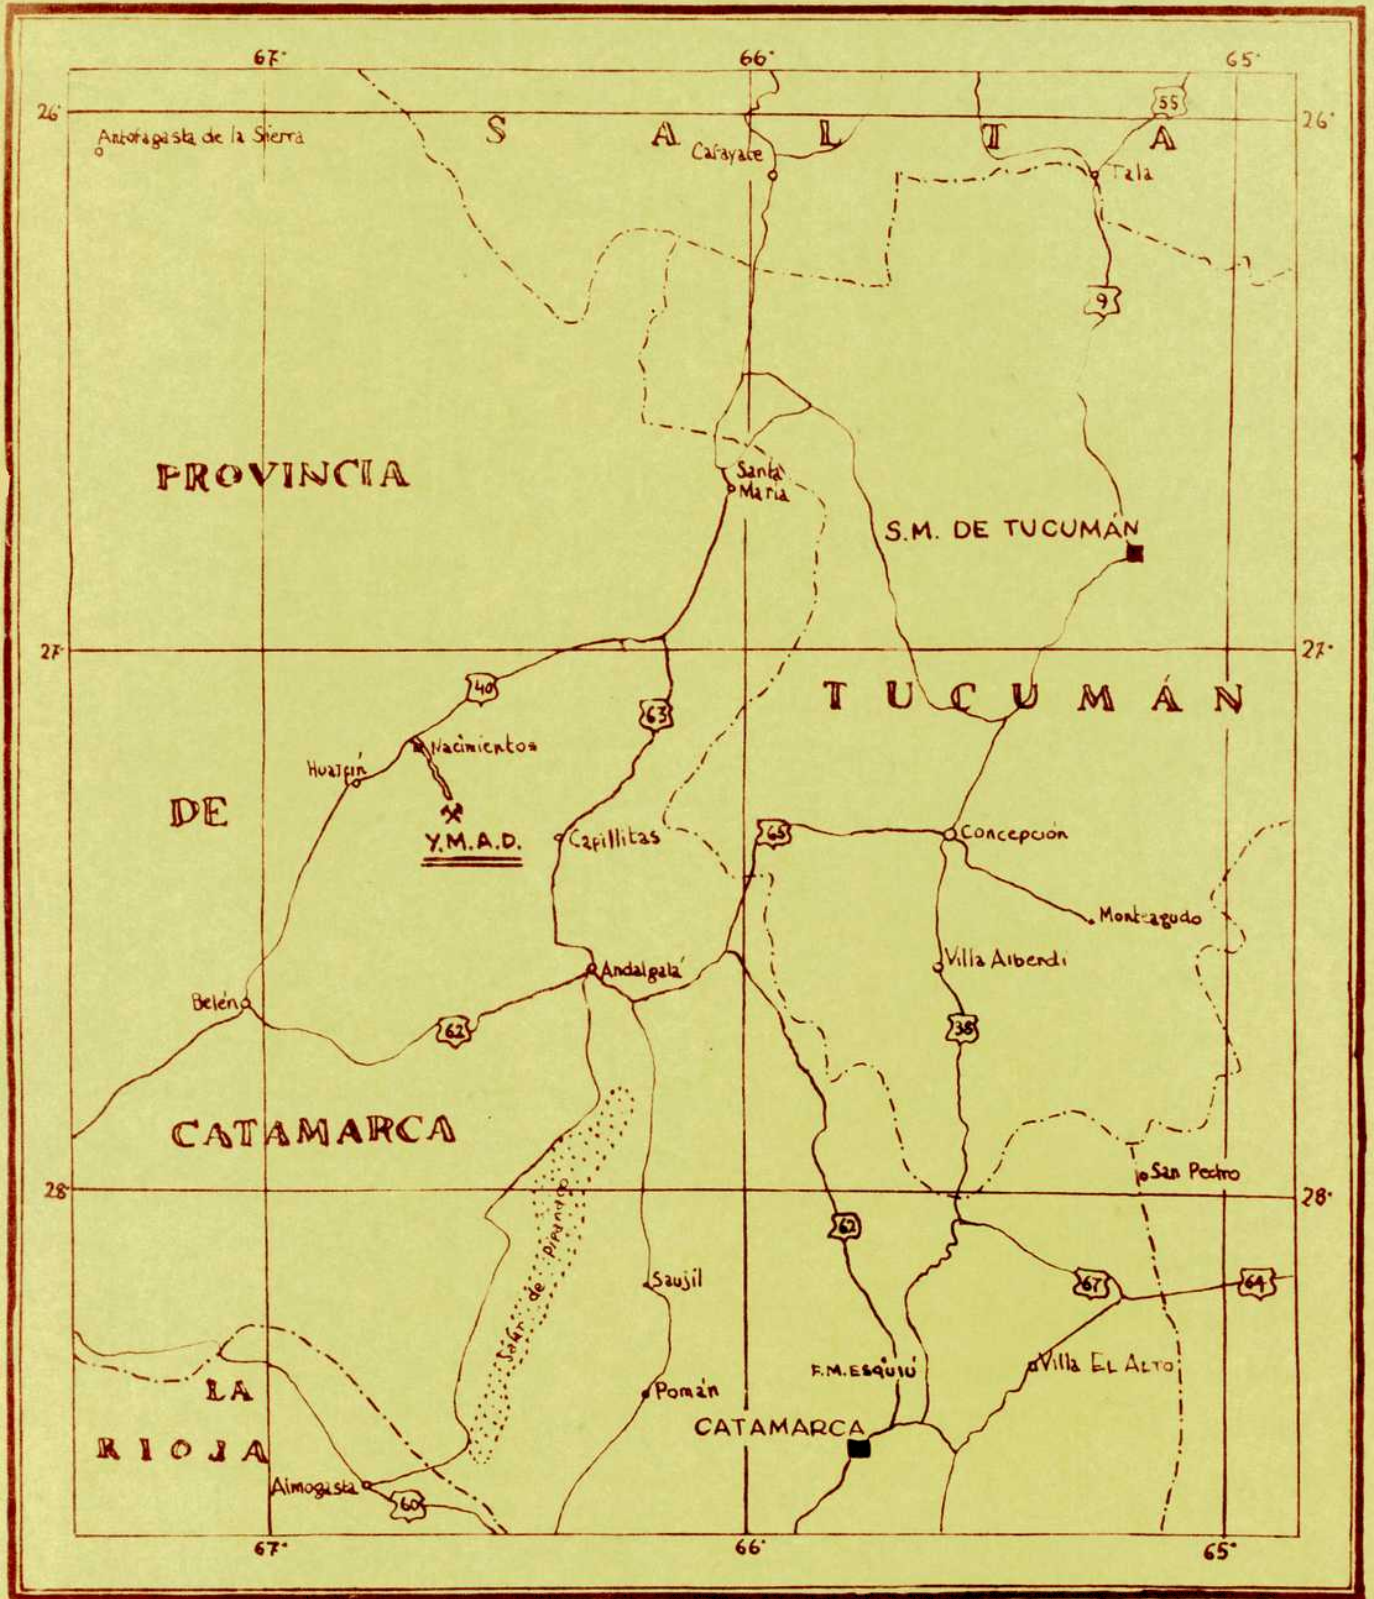 67°
66°
65°
26°
55
26°
Antofagasta de la Sierra
S A L T A
Cafayate
Tala
9
PROVINCIA
Santa
María
S.M. DE TUCUMÁN
27°
27°
40
63
TUCUMÁN
Nacimientos
Hualfín
DE
Y.M.A.D.
Capillitas
65
Concepción
Monteagudo
Villa Alberdi
Andalgalá
Belén
62
38
CATAMARCA
28°
San Pedro
28°
Salar de Pipanaco
62
Saujil
67
64
F.M. ESQUIÚ
Villa EL ALTO
LA
Pomán
CATAMARCA
RIOJA
Aimogasta
60
67°
66°
65°